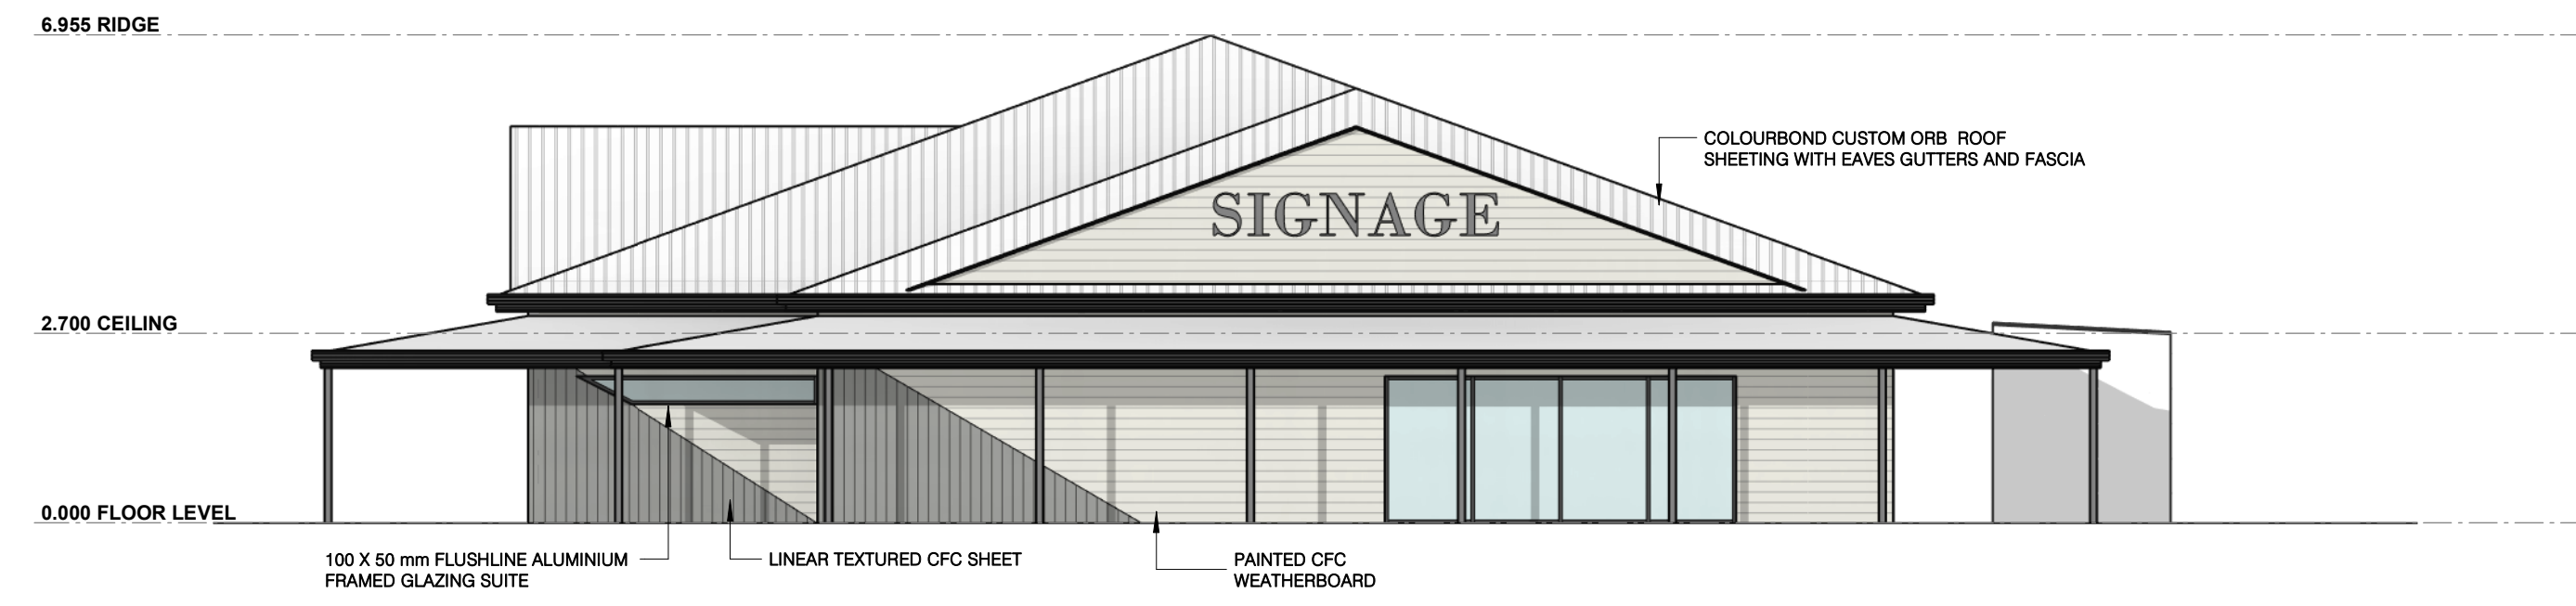 6.955 RIDGE
COLOURBOND CUSTOM ORB ROOF
SHEETING WITH EAVES GUTTERS AND FASCIA
SIGNAGE
2.700 CEILING
0.000 FLOOR LEVEL
100 X 50 mm FLUSHLINE ALUMINIUM
FRAMED GLAZING SUITE
LINEAR TEXTURED CFC SHEET
PAINTED CFC
WEATHERBOARD